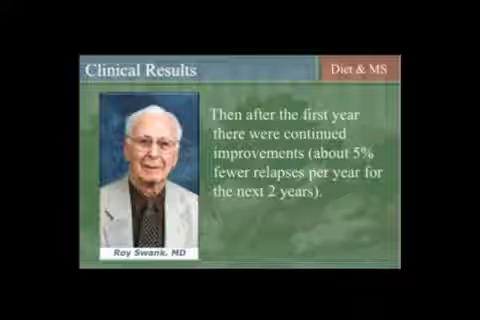 Clinical Results
Diet & MS
Then after the first year
there were continued
improvements (about 5%
fewer relapses per year for
the next 2 years).
Roy Swank, MD